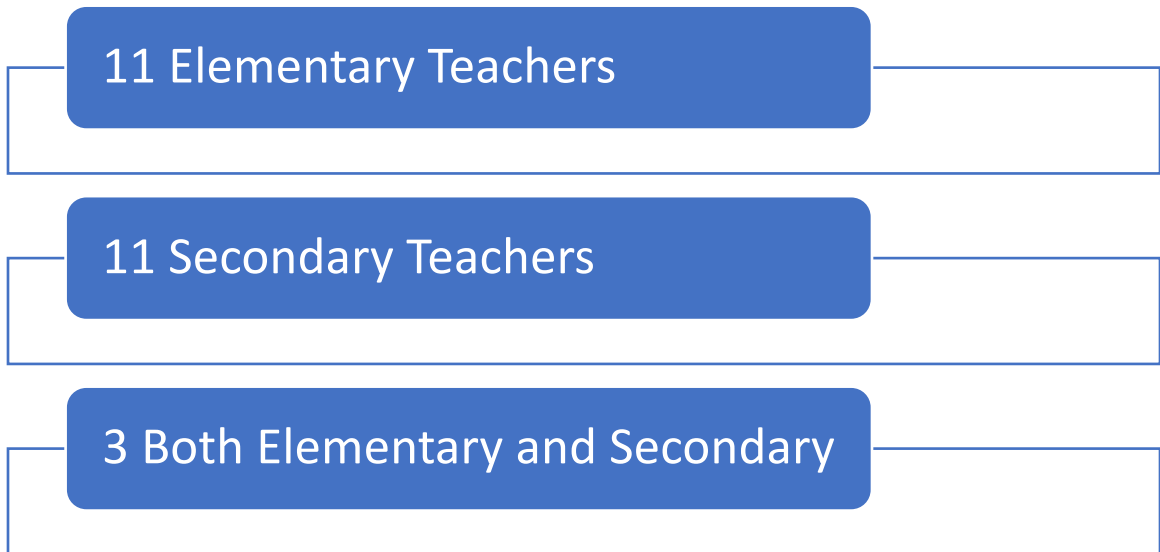 11 Elementary Teachers
11 Secondary Teachers
3 Both Elementary and Secondary